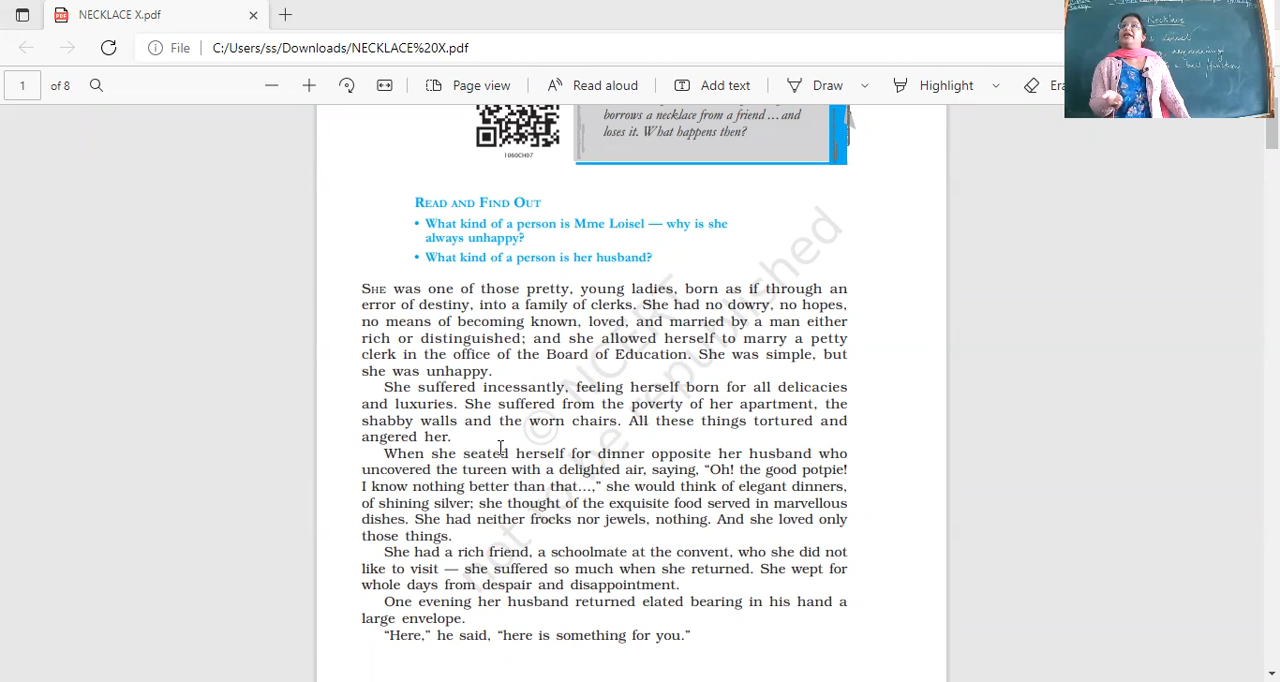 NECKLACE X.pdf
File C:/Users/ss/Downloads/NECKLACE%20X.pdf
1 of 8 Page view Read aloud Add text Draw Highlight Era
Necklace
borrows a necklace from a friend ... and
loses it. What happens then?
1060CH07
READ AND FIND OUT
• What kind of a person is Mme Loisel — why is she
always unhappy?
• What kind of a person is her husband?
SHE was one of those pretty, young ladies, born as if through an
error of destiny, into a family of clerks. She had no dowry, no hopes,
no means of becoming known, loved, and married by a man either
rich or distinguished; and she allowed herself to marry a petty
clerk in the office of the Board of Education. She was simple, but
she was unhappy.
She suffered incessantly, feeling herself born for all delicacies
and luxuries. She suffered from the poverty of her apartment, the
shabby walls and the worn chairs. All these things tortured and
angered her.
When she seated herself for dinner opposite her husband who
uncovered the tureen with a delighted air, saying, “Oh! the good potpie!
I know nothing better than that...,” she would think of elegant dinners,
of shining silver; she thought of the exquisite food served in marvellous
dishes. She had neither frocks nor jewels, nothing. And she loved only
those things.
She had a rich friend, a schoolmate at the convent, who she did not
like to visit — she suffered so much when she returned. She wept for
whole days from despair and disappointment.
One evening her husband returned elated bearing in his hand a
large envelope.
“Here,” he said, “here is something for you.”
© NCERT
not to be republished